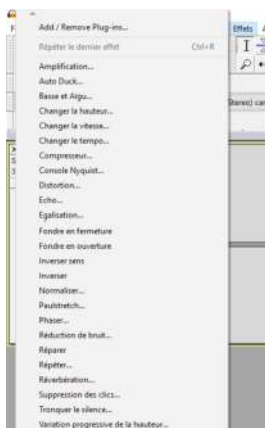 Effets
Add / Remove Plug-ins...
Répéter le dernier effet Ctrl+R
Amplification...
Auto Duck...
Basse et Aigu...
Changer la hauteur...
Changer la vitesse...
Changer le tempo...
Compresseur...
Console Nyquist...
Distortion...
Echo...
Egalisation...
Fondre en fermeture
Fondre en ouverture
Inverser sens
Inverser
Normaliser...
Paulstretch...
Phaser...
Réduction de bruit...
Réparer
Répéter...
Réverbération...
Suppression des clics...
Tronquer le silence...
Variation progressive de la hauteur...